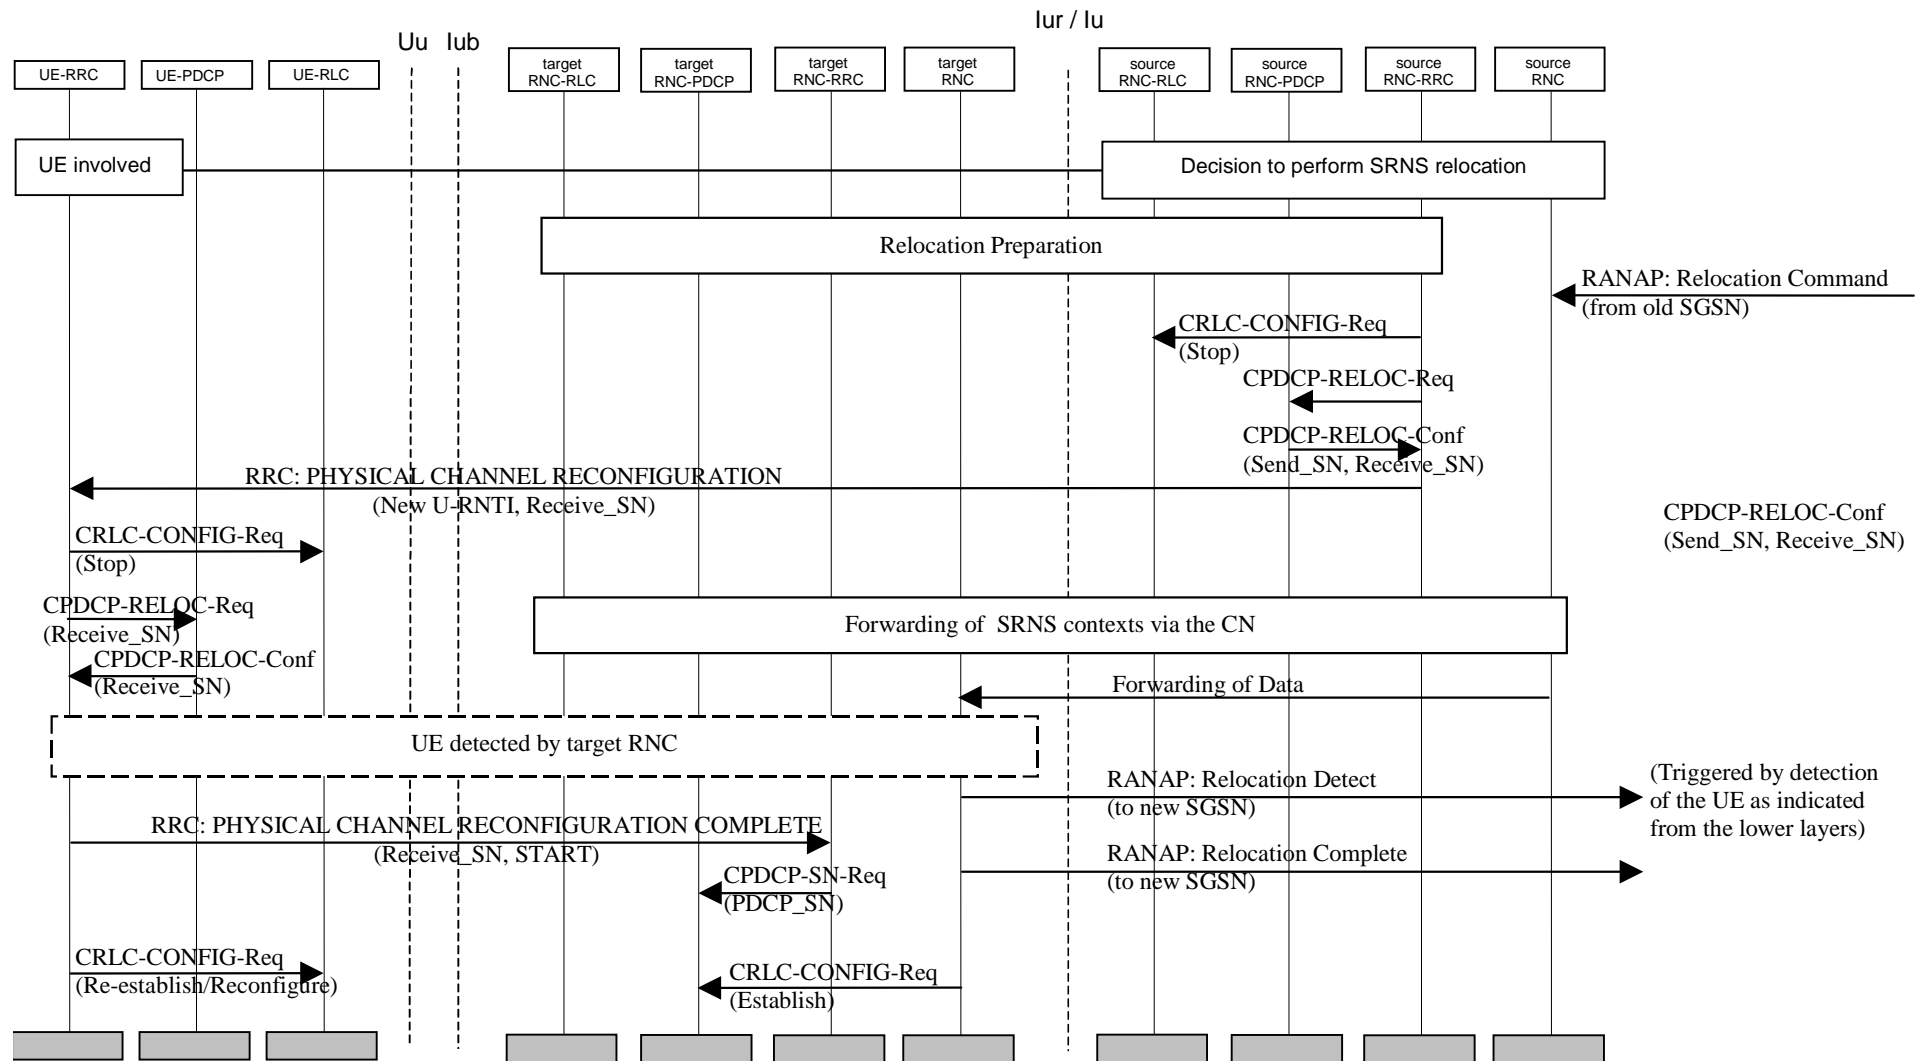 Iur / Iu
Uu
Iub
UE-RRC
UE-PDCP
UE-RLC
target
RNC-RLC
target
RNC-PDCP
target
RNC-RRC
target
RNC
source
RNC-RLC
source
RNC-PDCP
source
RNC-RRC
source
RNC
UE involved
Decision to perform SRNS relocation
Relocation Preparation
RANAP: Relocation Command
(from old SGSN)
CRLC-CONFIG-Req
(Stop)
CPDCP-RELOC-Req
CPDCP-RELOC-Conf
(Send_SN, Receive_SN)
RRC: PHYSICAL CHANNEL RECONFIGURATION
(New U-RNTI, Receive_SN)
CPDCP-RELOC-Conf
(Send_SN, Receive_SN)
CRLC-CONFIG-Req
(Stop)
CPDCP-RELOC-Req
(Receive_SN)
Forwarding of  SRNS contexts via the CN
CPDCP-RELOC-Conf
(Receive_SN)
Forwarding of Data
UE detected by target RNC
RANAP: Relocation Detect
(to new SGSN)
(Triggered by detection
of the UE as indicated
from the lower layers)
RRC: PHYSICAL CHANNEL RECONFIGURATION COMPLETE
(Receive_SN, START)
RANAP: Relocation Complete
(to new SGSN)
CPDCP-SN-Req
(PDCP_SN)
CRLC-CONFIG-Req
(Re-establish/Reconfigure)
CRLC-CONFIG-Req
(Establish)